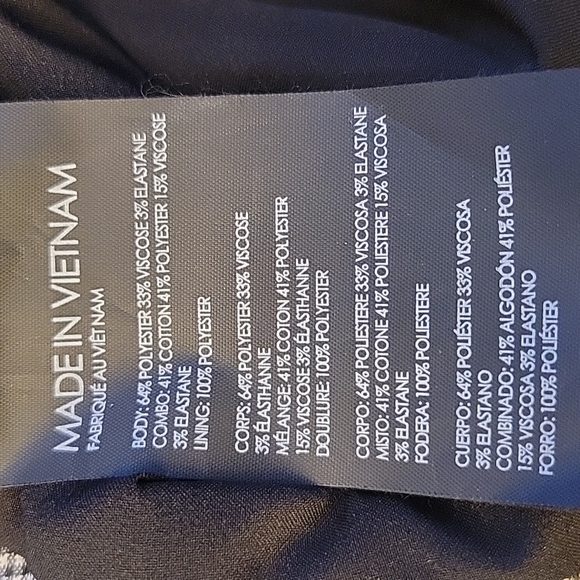 MADE IN VIETNAM
FABRIQUÉ AU VIÊT NAM
BODY: 64% POLYESTER 33% VISCOSE 3% ELASTANE
COMBO: 41% COTTON 41% POLYESTER 15% VISCOSE
3% ELASTANE
LINING: 100% POLYESTER
CORPS: 64% POLYESTER 33% VISCOSE
3% ÉLASTHANNE
MÉLANGE: 41% COTON 41% POLYESTER
15% VISCOSE 3% ÉLASTHANNE
DOUBLURE: 100% POLYESTER
CORPO: 64% POLIESTERE 33% VISCOSA 3% ELASTANE
MISTO: 41% COTONE 41% POLIESTERE 15% VISCOSA
3% ELASTANE
FODERA: 100% POLIESTERE
CUERPO: 64% POLIÉSTER 33% VISCOSA
3% ELASTANO
COMBINADO: 41% ALGODÓN 41% POLIÉSTER
15% VISCOSA 3% ELASTANO
FORRO: 100% POLIÉSTER